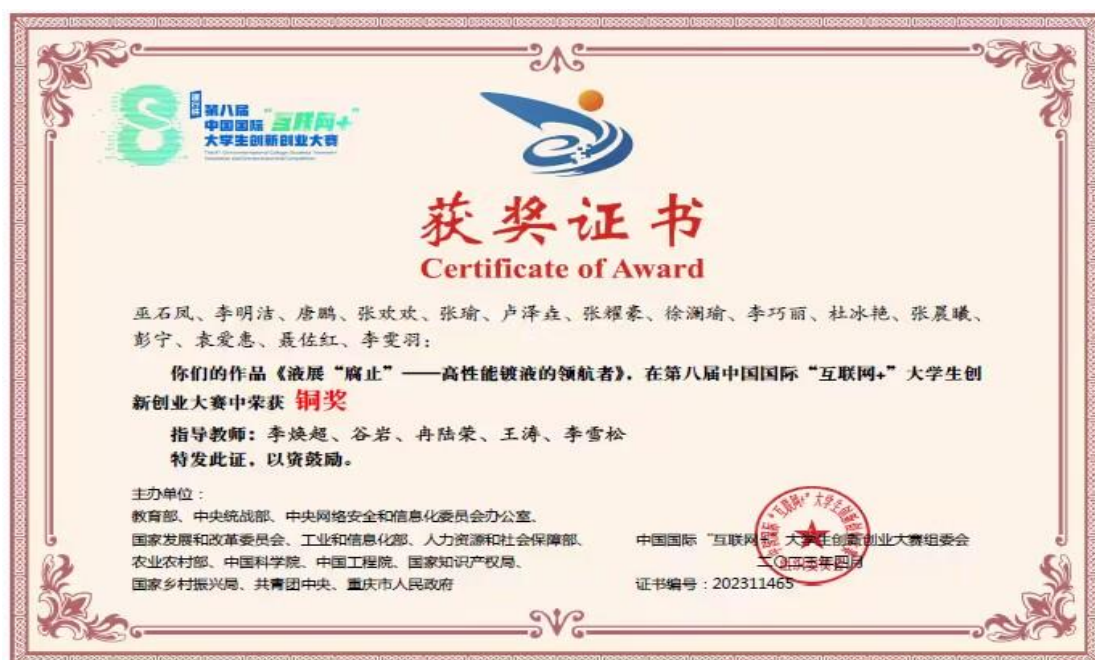 建行杯
第八届
中国国际“互联网+”
大学生创新创业大赛
获奖证书
Certificate of Award
巫石凤、李明洁、唐鹏、张欢欢、张瑜、卢泽垚、张耀豪、徐澜瑜、李巧丽、杜冰艳、张晨曦、
彭宁、袁爱惠、聂佐红、李雯羽：
你们的作品《液展“腐止”——高性能镀液的领航者》，在第八届中国国际“互联网+”大学生创
新创业大赛中荣获 铜奖
指导教师：李焕超、谷岩、冉陆荣、王涛、李雪松
特发此证，以资鼓励。
主办单位：
教育部、中央统战部、中央网络安全和信息化委员会办公室、
国家发展和改革委员会、工业和信息化部、人力资源和社会保障部、
农业农村部、中国科学院、中国工程院、国家知识产权局、
国家乡村振兴局、共青团中央、重庆市人民政府
中国国际“互联网+”大学生创新创业大赛组委会
二〇二三年四月
证书编号：202311465